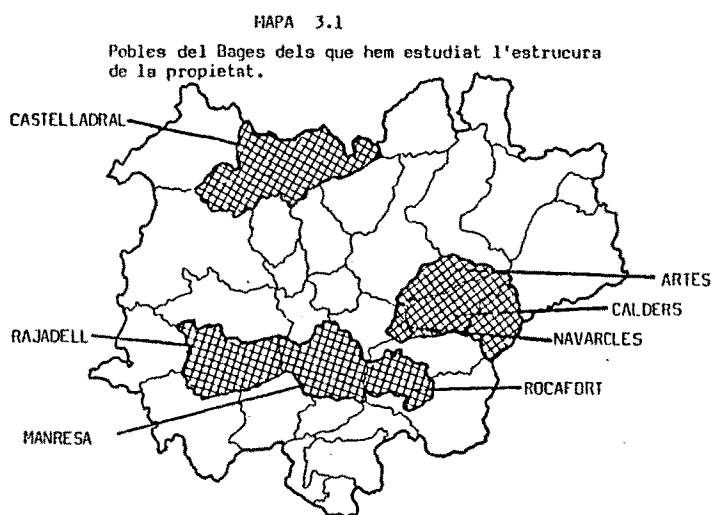 MAPA 3.1
Pobles del Bages dels que hem estudiat l'estrucura
de la propietat.
CASTELLADRAL
ARTES
CALDERS
NAVARCLES
RAJADELL
ROCAFORT
MANRESA